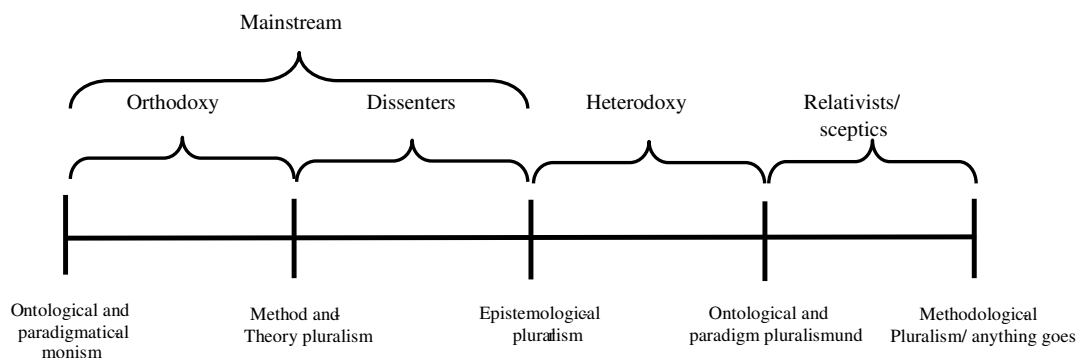 Mainstream
Orthodoxy
Dissenters
Heterodoxy
Relativists/
sceptics
Ontological and
paradigmatical
monism
Method and
Theory pluralism
Epistemological
pluralism
Ontological and
paradigm pluralismund
Methodological
Pluralism/ anything goes